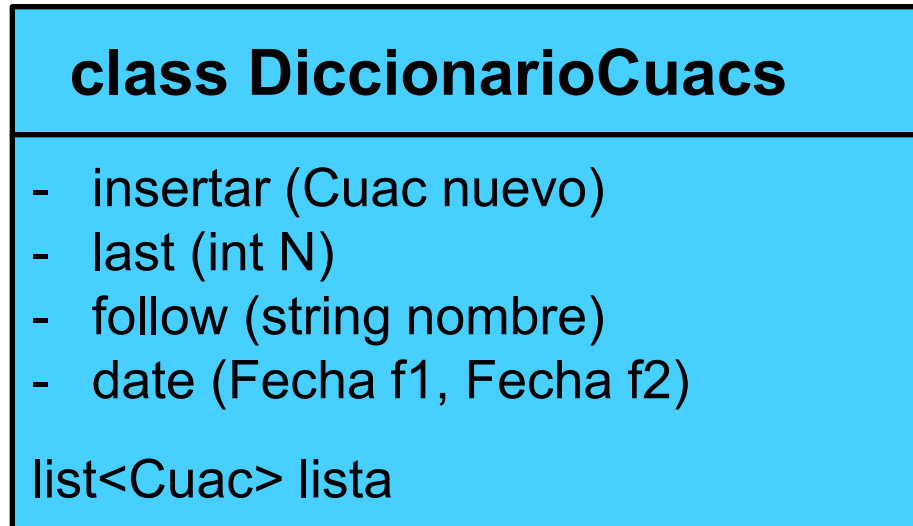 class DiccionarioCuacs
- insertar (Cuac nuevo)
- last (int N)
- follow (string nombre)
- date (Fecha f1, Fecha f2)
list<Cuac> lista